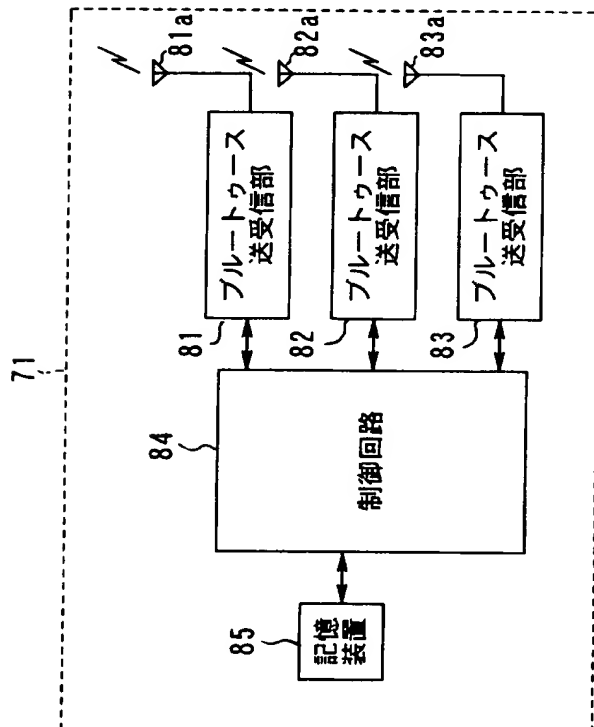 71
81a
82a
83a
ブルートゥース
送受信部
81
ブルートゥース
送受信部
82
ブルートゥース
送受信部
83
84
制御回路
85
記憶
装置